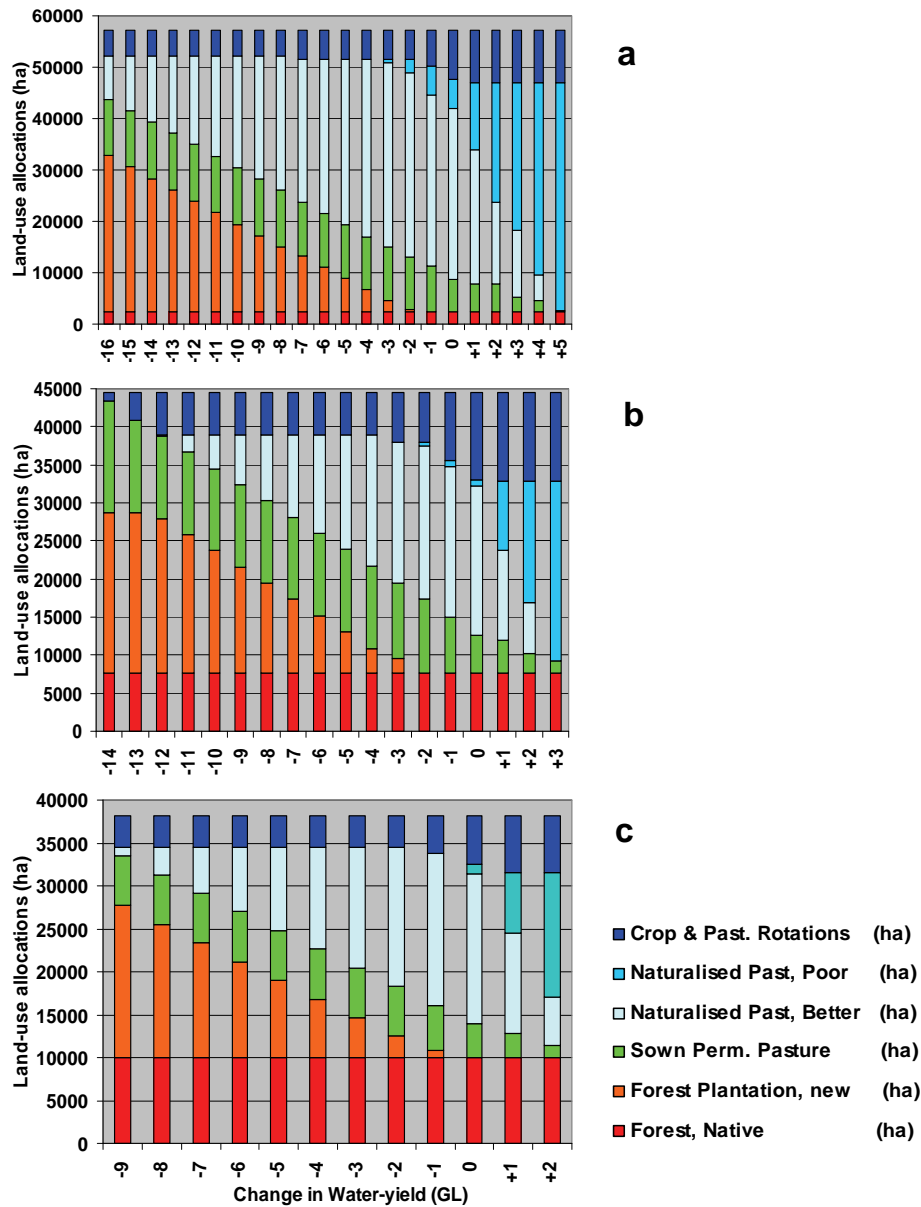 60000
50000
40000
30000
20000
10000
0
Land-use allocations (ha)
-16 -15 -14 -13 -12 -11 -10 -9 -8 -7 -6 -5 -4 -3 -2 -1 0 +1 +2 +3 +4 +5
a
45000
40000
35000
30000
25000
20000
15000
10000
5000
0
Land-use allocations (ha)
-14 -13 -12 -11 -10 -9 -8 -7 -6 -5 -4 -3 -2 -1 0 +1 +2 +3
b
40000
35000
30000
25000
20000
15000
10000
5000
0
Land-use allocations (ha)
-9 -8 -7 -6 -5 -4 -3 -2 -1 0 +1 +2
Change in Water-yield (GL)
c
Crop & Past. Rotations (ha)
Naturalised Past, Poor (ha)
Naturalised Past, Better (ha)
Sown Perm. Pasture (ha)
Forest Plantation, new (ha)
Forest, Native (ha)